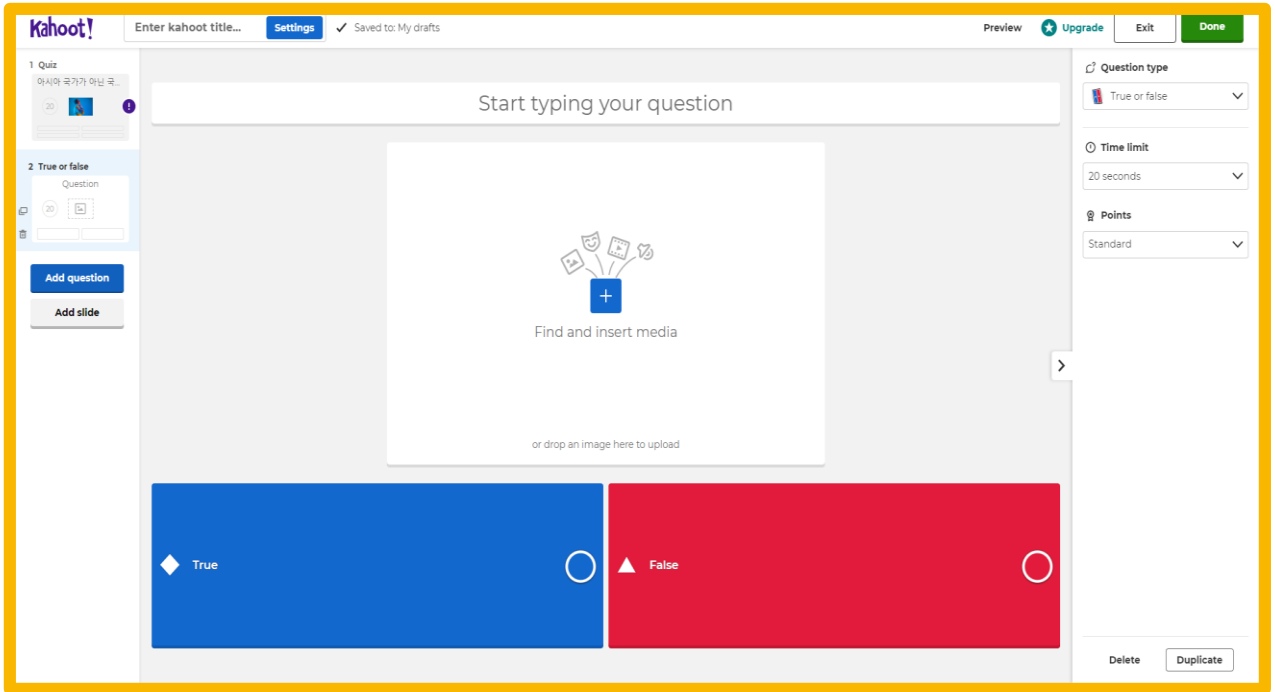 Kahoot!
Enter kahoot title...
Settings
Saved to: My drafts
Preview
Upgrade
Exit
Done
1 Quiz
아시아 국가가 아닌 국...
20
2 True or false
Question
20
Add question
Add slide
Start typing your question
Find and insert media
or drop an image here to upload
True
False
Question type
True or false
Time limit
20 seconds
Points
Standard
Delete
Duplicate